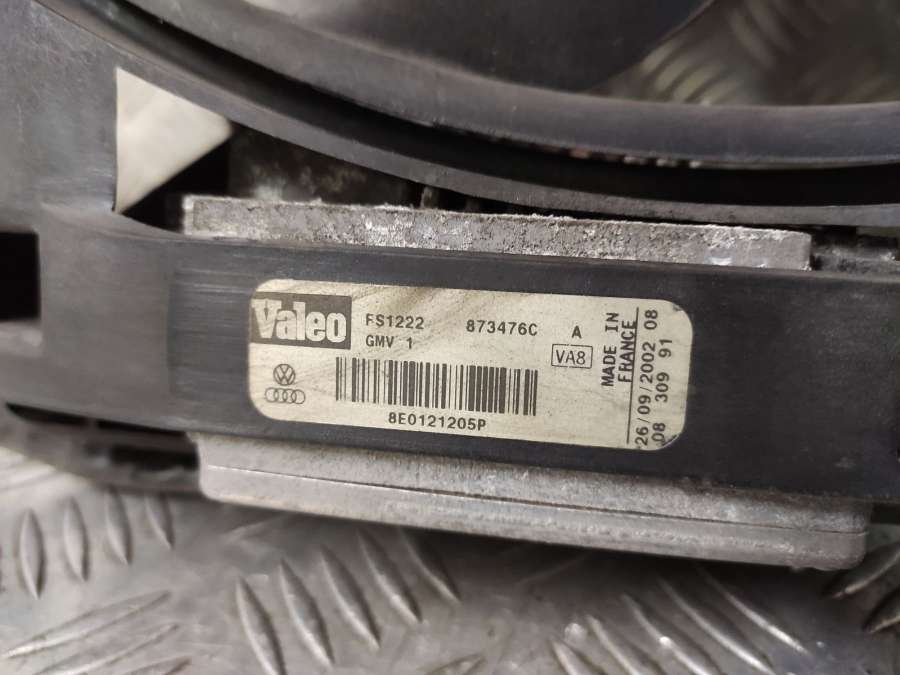 Valeo
FS1222 873476C A
GMV 1 VA8
8E0121205P
MADE IN
FRANCE
26/09/2002 08
08 309 91